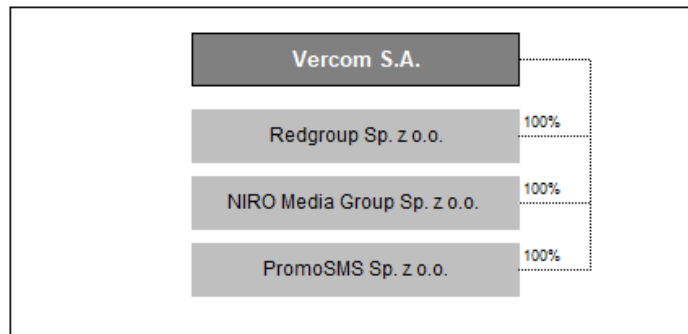 Vercom S.A.
100%
Redgroup Sp. z o.o.
100%
NIRO Media Group Sp. z o.o.
100%
PromoSMS Sp. z o.o.